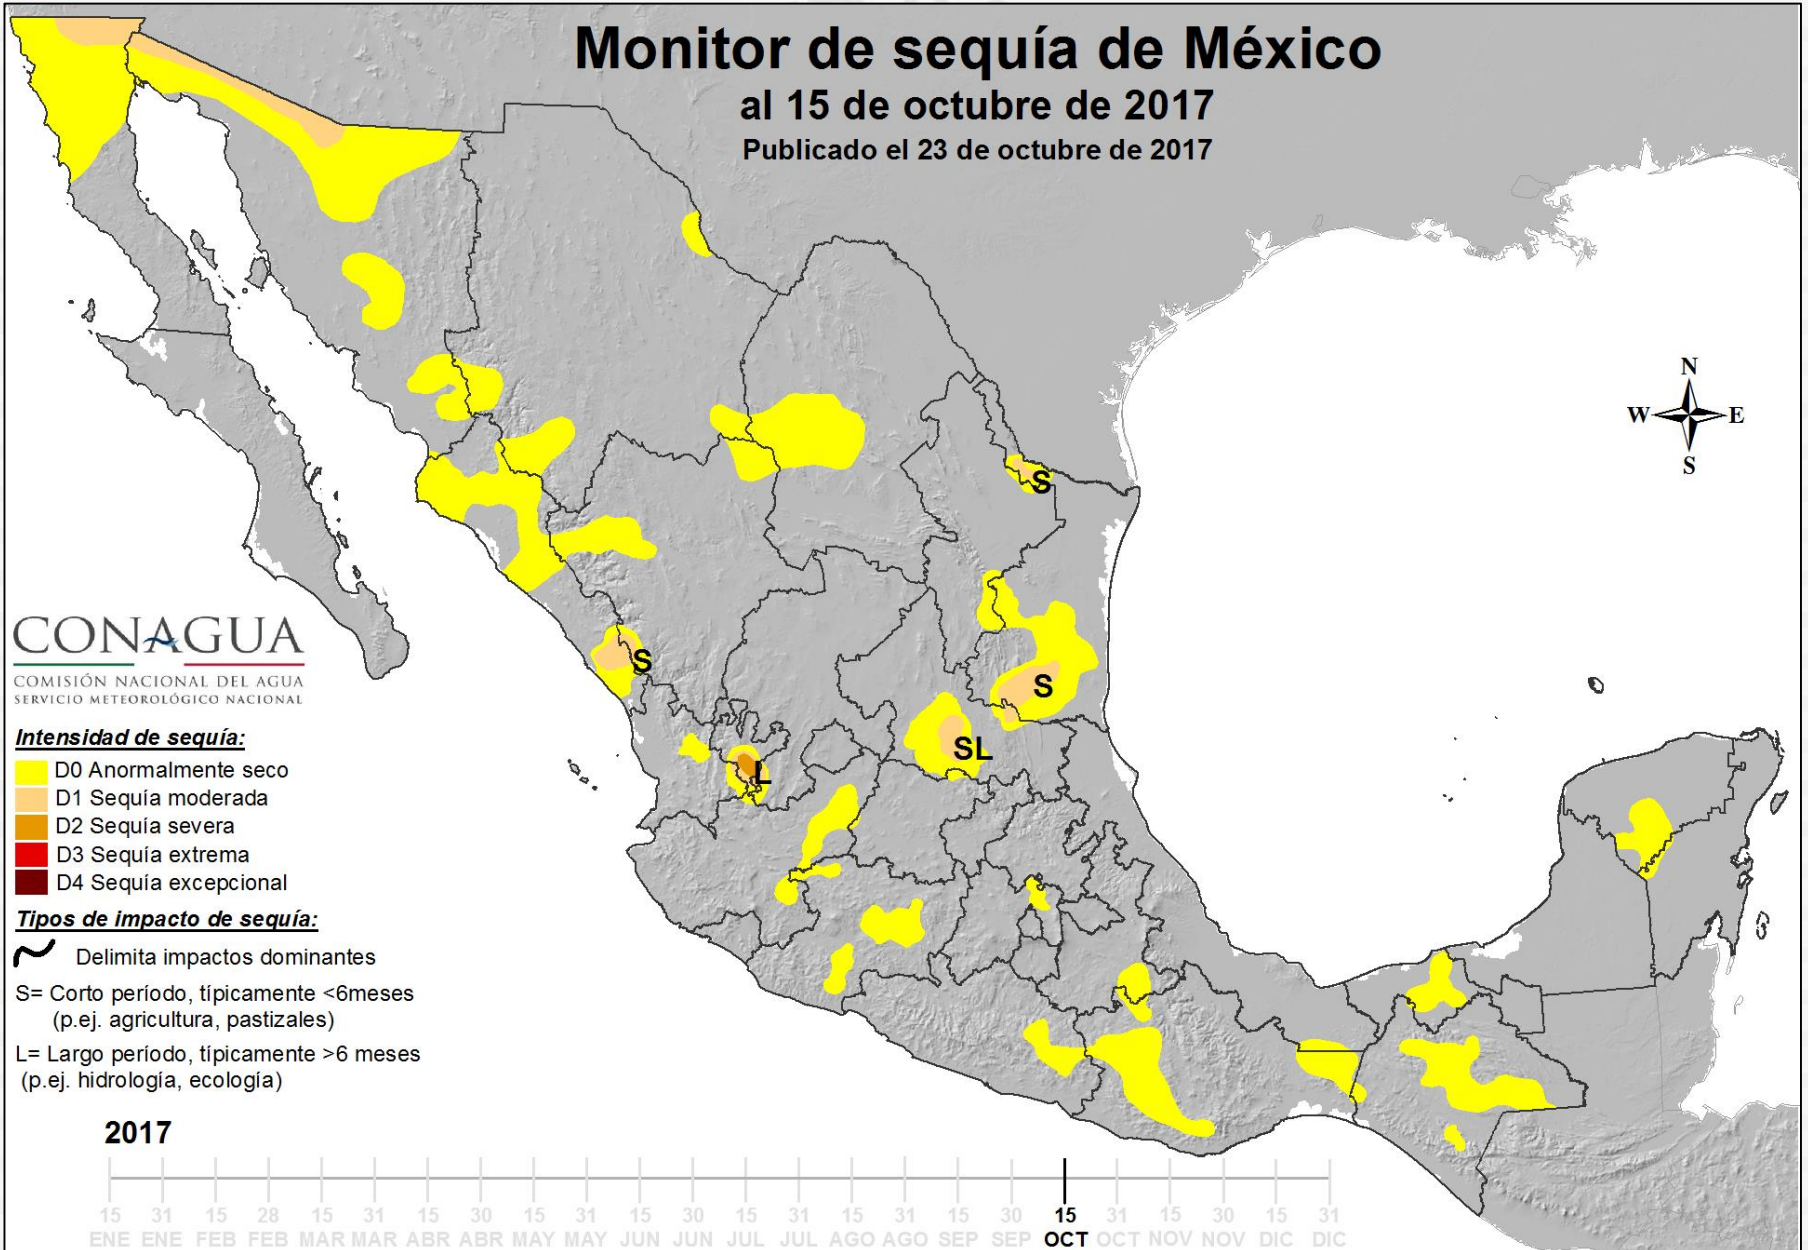 Monitor de sequía de México
al 15 de octubre de 2017
Publicado el 23 de octubre de 2017
N
W E
S
S
S
S
SL
L
CONAGUA
COMISIÓN NACIONAL DEL AGUA
SERVICIO METEOROLÓGICO NACIONAL
Intensidad de sequía:
D0 Anormalmente seco
D1 Sequía moderada
D2 Sequía severa
D3 Sequía extrema
D4 Sequía excepcional
Tipos de impacto de sequía:
Delimita impactos dominantes
S= Corto período, típicamente <6meses
(p.ej. agricultura, pastizales)
L= Largo período, típicamente >6 meses
(p.ej. hidrología, ecología)
2017
15 31 15 28 15 31 15 30 15 31 15 30 15 31 15 31 15 30 15 31 15 30 15 31
ENE ENE FEB FEB MAR MAR ABR ABR MAY MAY JUN JUN JUL JUL AGO AGO SEP SEP OCT OCT NOV NOV DIC DIC